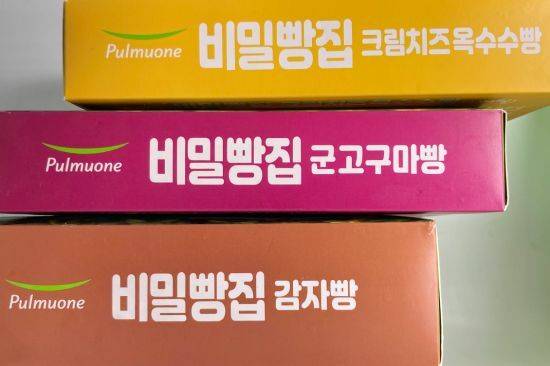 Pulmuone 비밀빵집 크림치즈옥수수빵
Pulmuone 비밀빵집 군고구마빵
Pulmuone 비밀빵집 감자빵